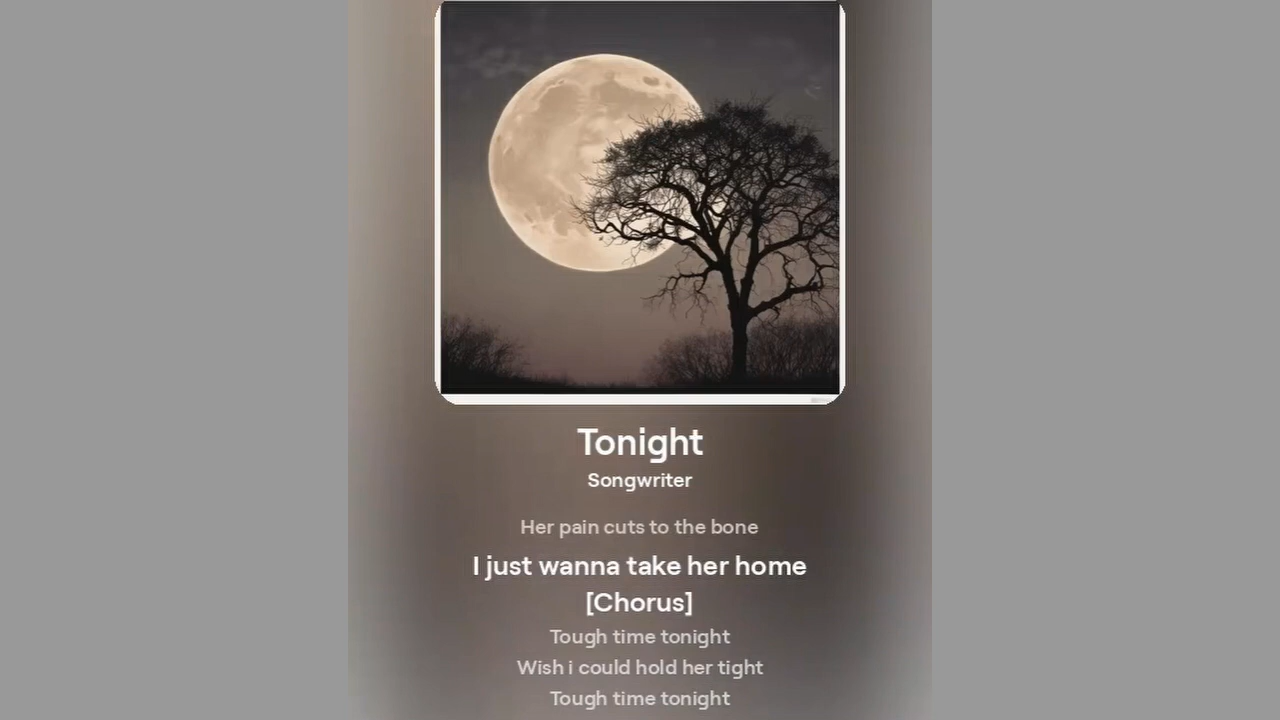 Tonight
Songwriter
Her pain cuts to the bone
I just wanna take her home
[Chorus]
Tough time tonight
Wish i could hold her tight
Tough time tonight